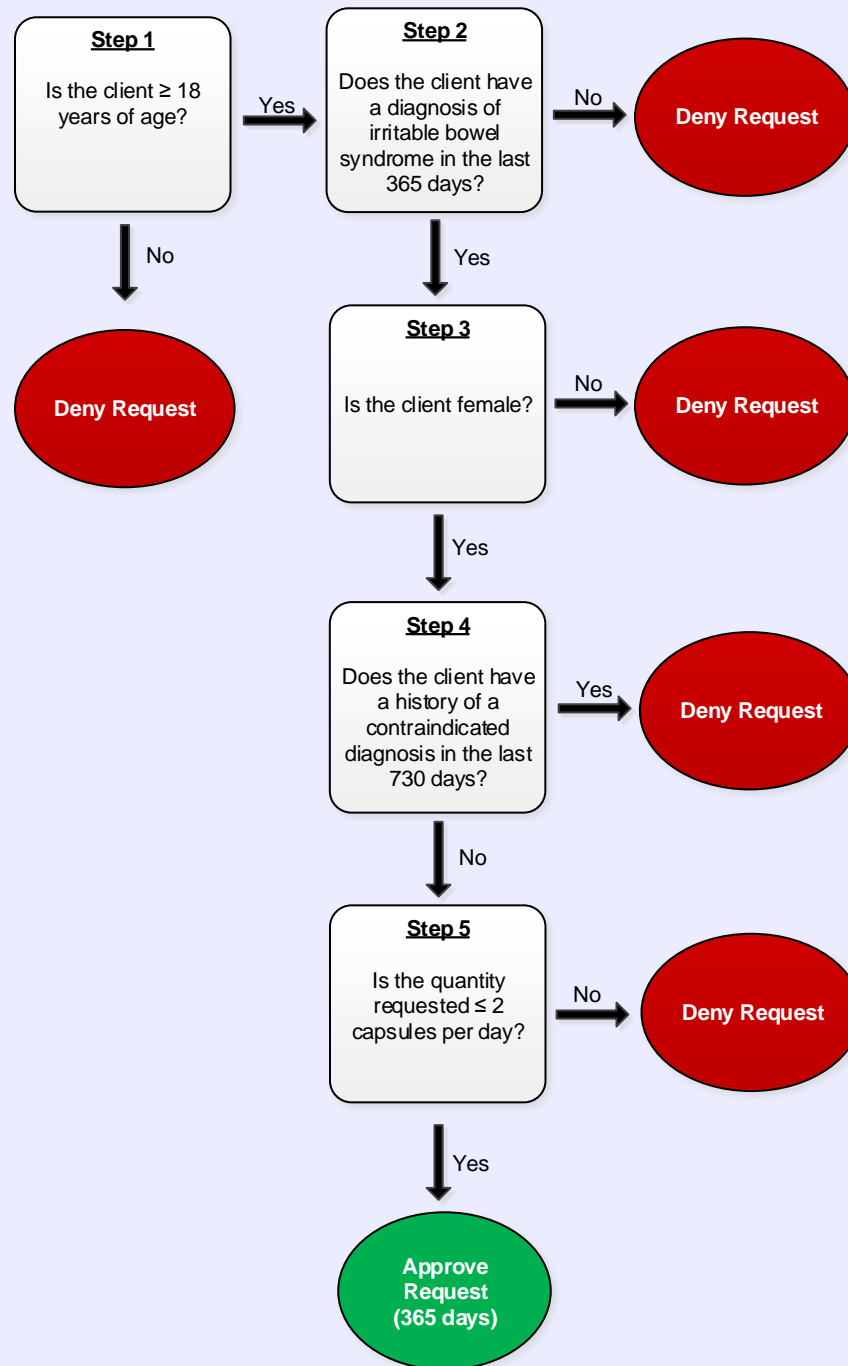 Step 1
Is the client ≥ 18
years of age?
Yes
Step 2
Does the client have
a diagnosis of
irritable bowel
syndrome in the last
365 days?
No
Deny Request
No
Deny Request
Yes
Step 3
Is the client female?
No
Deny Request
Yes
Step 4
Does the client have
a history of a
contraindicated
diagnosis in the last
730 days?
Yes
Deny Request
No
Step 5
Is the quantity
requested ≤ 2
capsules per day?
No
Deny Request
Yes
Approve
Request
(365 days)